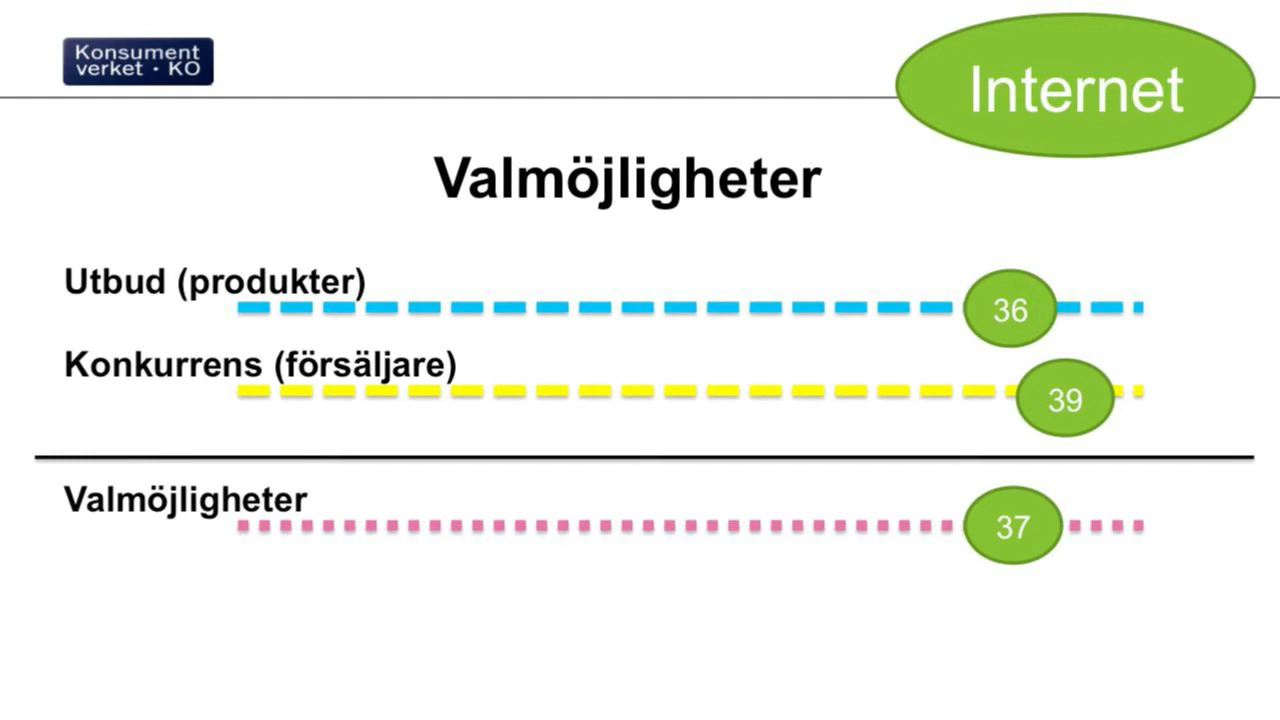 Konsument
verket · KO
Internet
Valmöjligheter
Utbud (produkter)
36
Konkurrens (försäljare)
39
Valmöjligheter
37